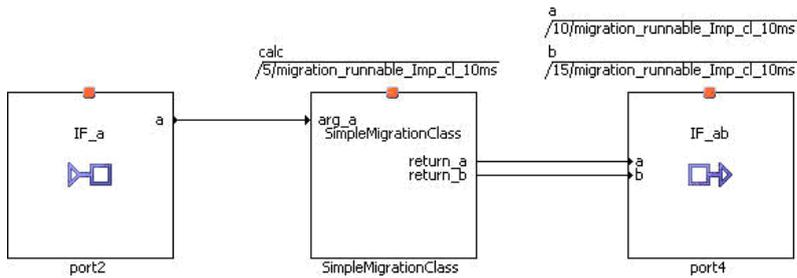 a
/10/migration_runnable_Imp_cl_10ms
calc
b
/5/migration_runnable_Imp_cl_10ms
/15/migration_runnable_Imp_cl_10ms
IF_a
a
arg_a
SimpleMigrationClass
return_a
return_b
IF_ab
a
b
port2
SimpleMigrationClass
port4